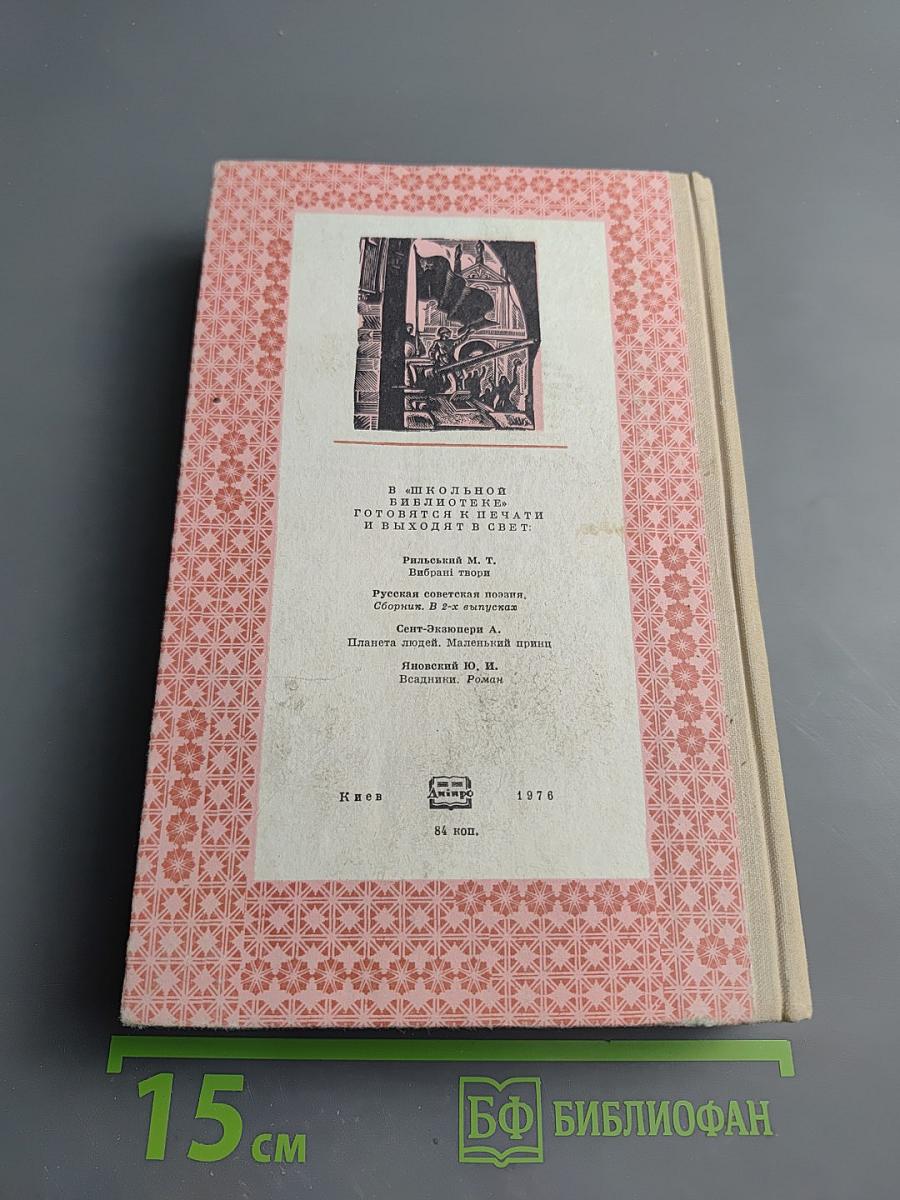 В «ШКОЛЬНОЙ
БИБЛИОТЕКЕ»
ГОТОВЯТСЯ К ПЕЧАТИ
И ВЫХОДЯТ В СВЕТ:
Рильський М. Т.
Вибрані твори
Русская советская поэзия.
Сборник. В 2-х выпусках
Сент-Экзюпери А.
Планета людей. Маленький принц
Яновский Ю. И.
Всадники. Роман
Киев Дніпро 1976
84 коп.
15 см БФ БИБЛИОФАН